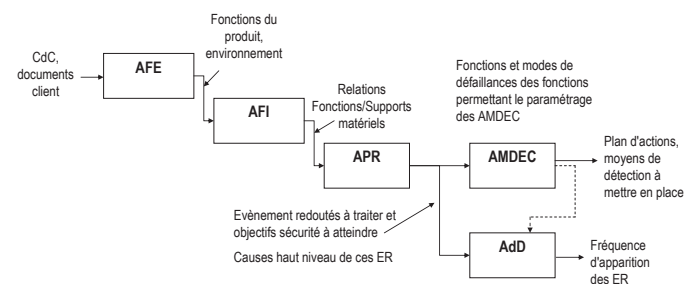 Fonctions du
produit,
environnement
CdC,
documents
client
AFE
Fonctions et modes de
défaillances des fonctions
permettant le paramétrage
des AMDEC
Relations
Fonctions/Supports
matériels
AFI
Plan d'actions,
moyens de
détection à
mettre en place
APR
AMDEC
Evènement redoutés à traiter et
objectifs sécurité à atteindre
Causes haut niveau de ces ER
AdD
Fréquence
d'apparition
des ER